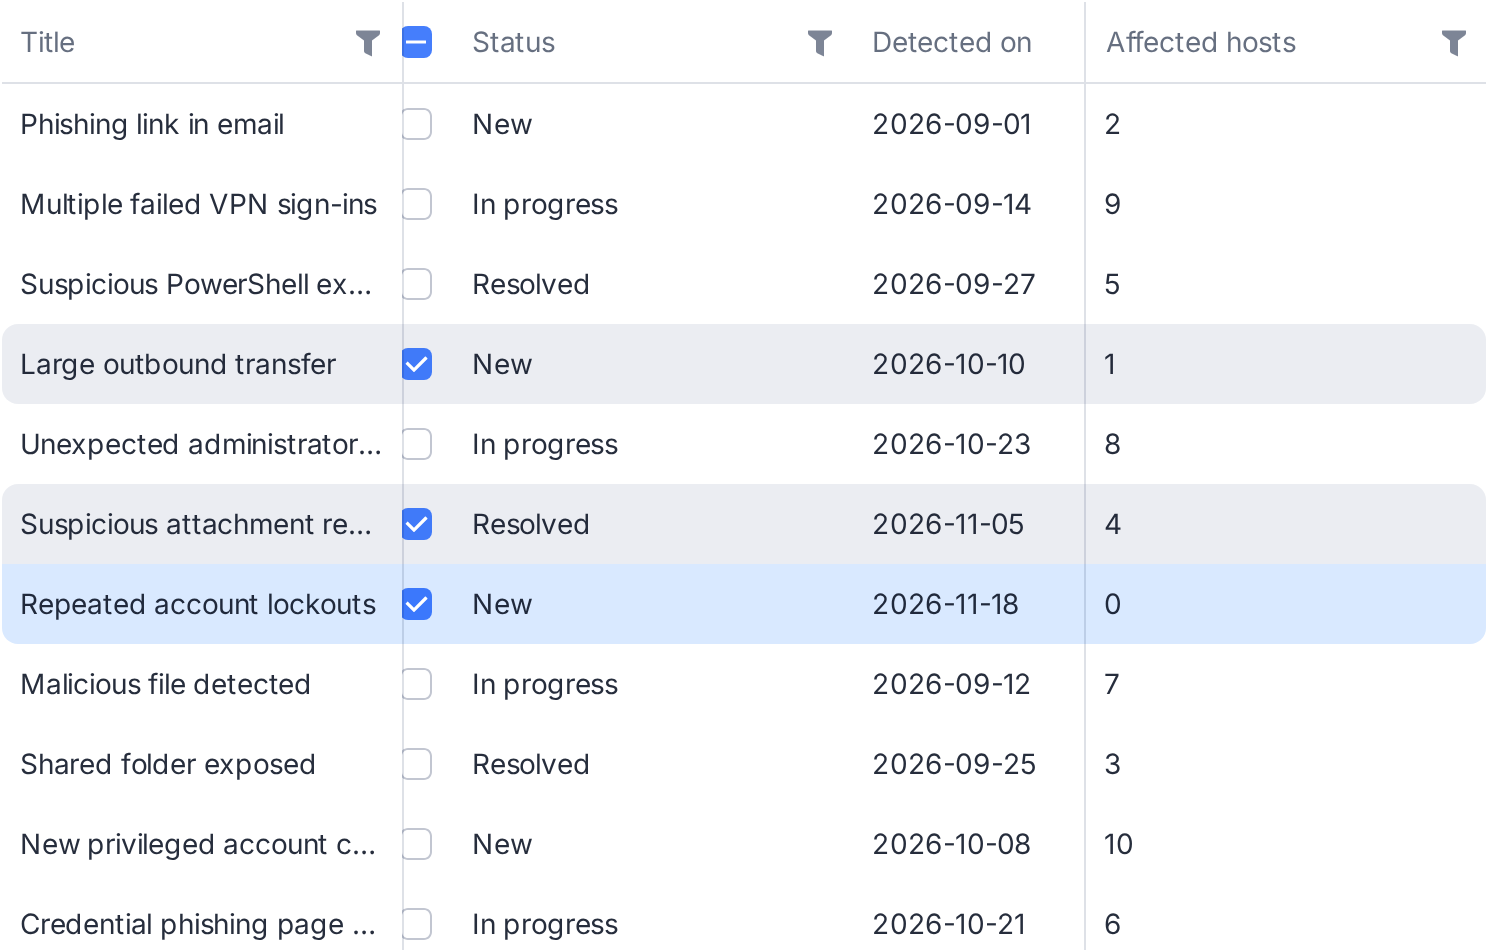 Title Status Detected on Affected hosts
Phishing link in email New 2026-09-01 2
Multiple failed VPN sign-ins In progress 2026-09-14 9
Suspicious PowerShell ex... Resolved 2026-09-27 5
Large outbound transfer New 2026-10-10 1
Unexpected administrator... In progress 2026-10-23 8
Suspicious attachment re... Resolved 2026-11-05 4
Repeated account lockouts New 2026-11-18 0
Malicious file detected In progress 2026-09-12 7
Shared folder exposed Resolved 2026-09-25 3
New privileged account c... New 2026-10-08 10
Credential phishing page ... In progress 2026-10-21 6